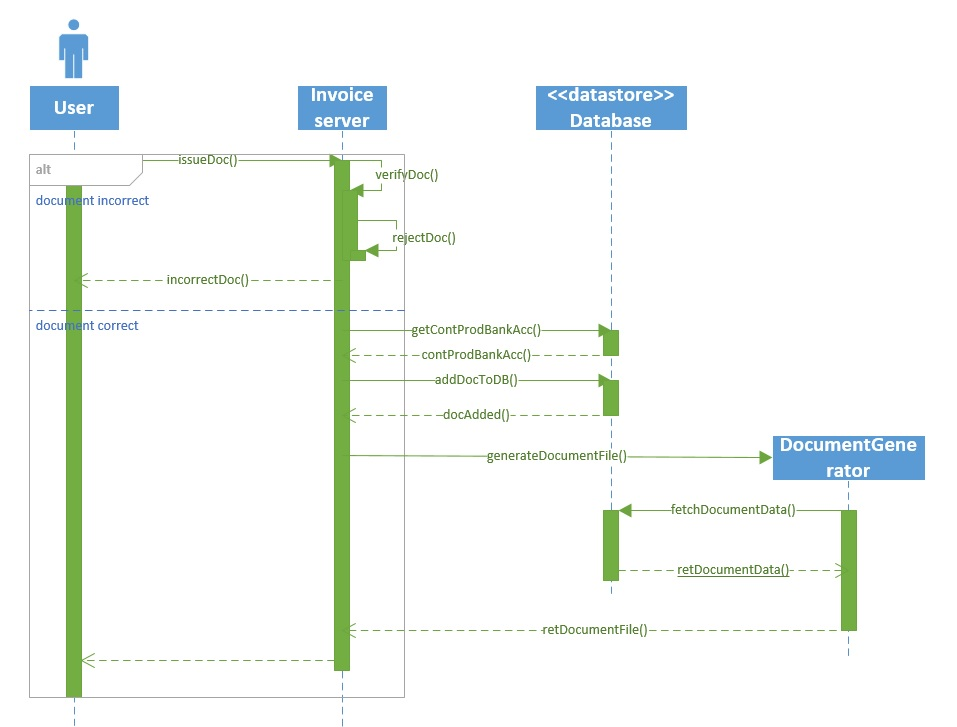 User
Invoice
server
<<datastore>>
Database
alt
issueDoc()
verifyDoc()
document incorrect
rejectDoc()
incorrectDoc()
document correct
getContProdBankAcc()
contProdBankAcc()
addDocToDB()
docAdded()
DocumentGene
rator
generateDocumentFile()
fetchDocumentData()
retDocumentData()
retDocumentFile()